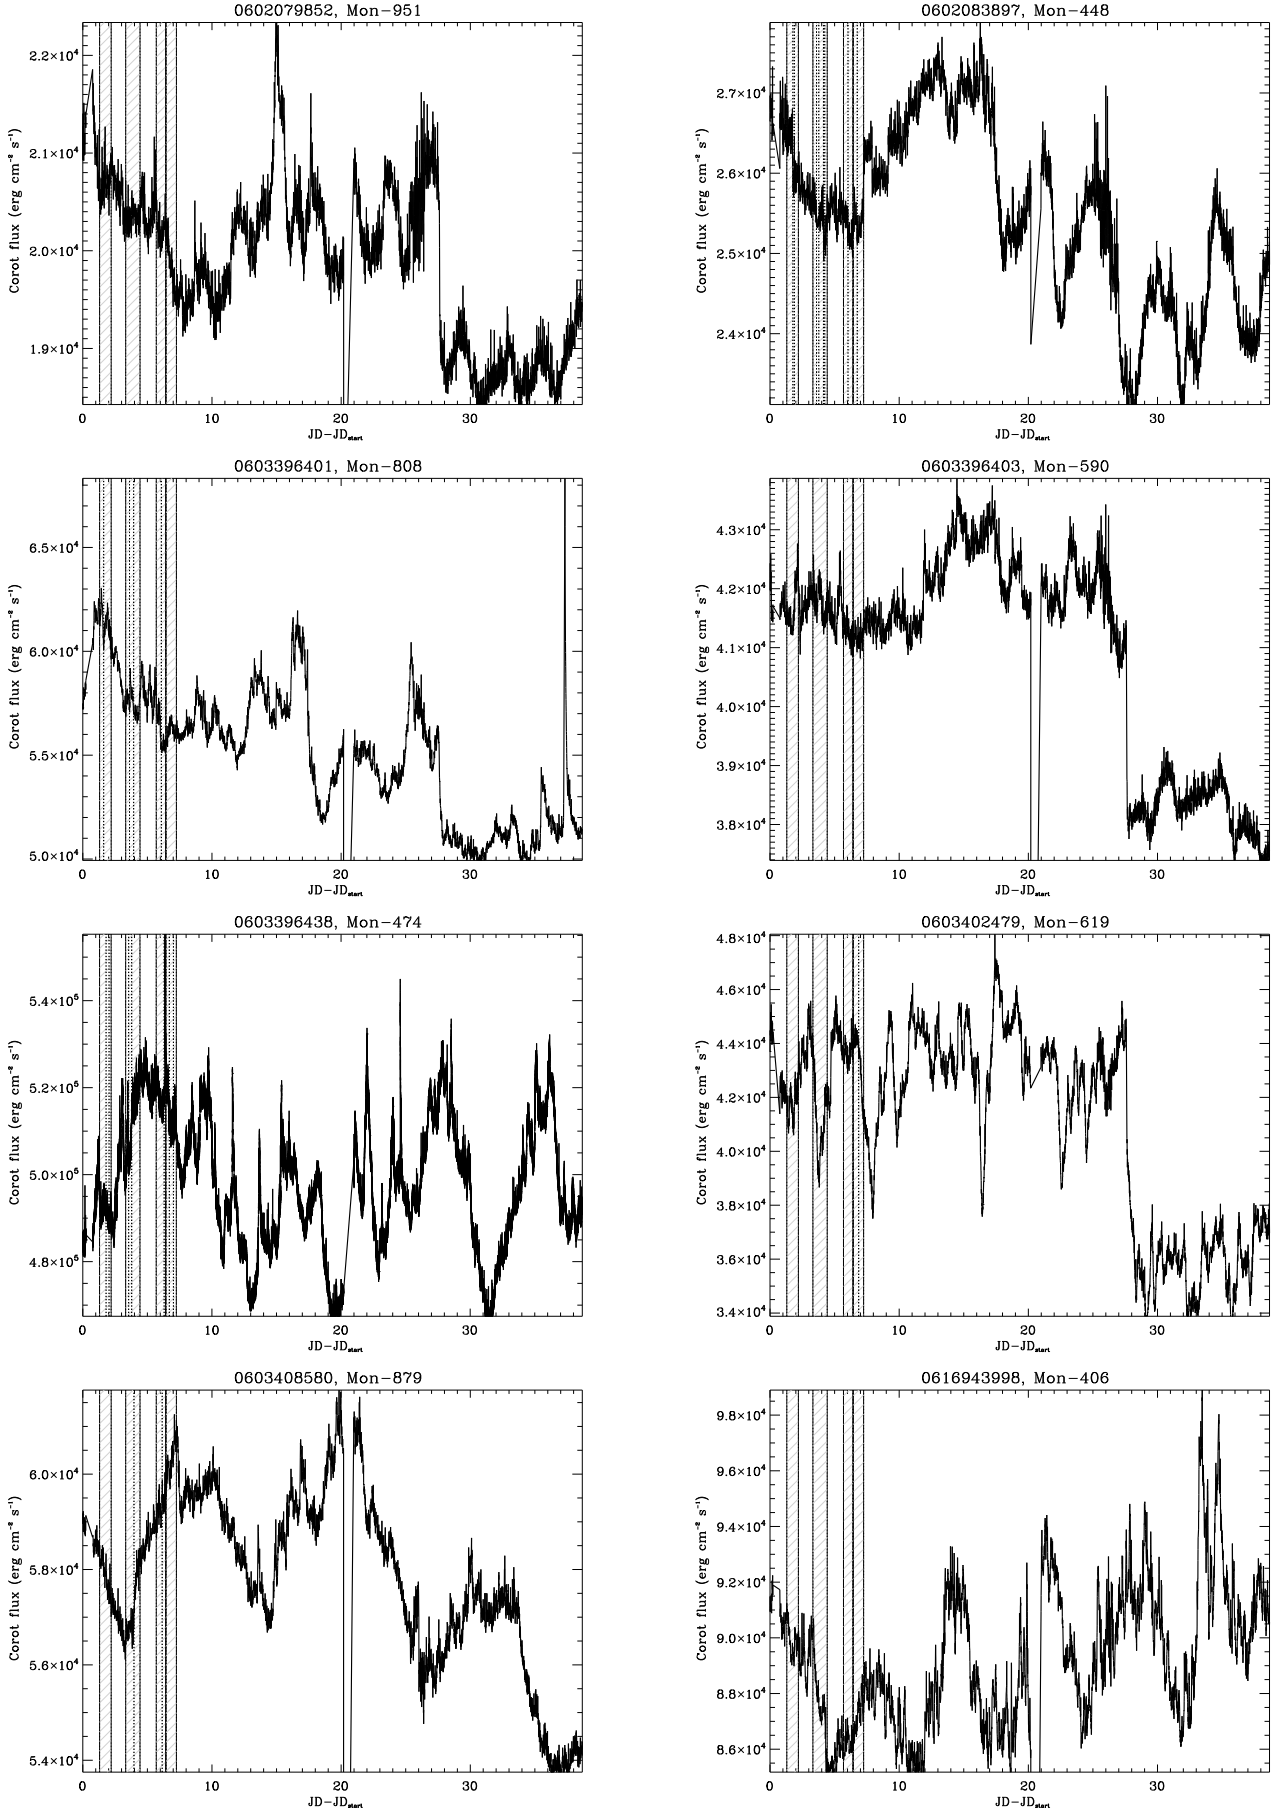 0602079852, Mon-951
2.2×10⁴
2.1×10⁴
2.0×10⁴
1.9×10⁴
Corot flux (erg cm⁻² s⁻¹)
0 10 20 30
JD-JDstart
0602083897, Mon-448
2.7×10⁴
2.6×10⁴
2.5×10⁴
2.4×10⁴
Corot flux (erg cm⁻² s⁻¹)
0 10 20 30
JD-JDstart
0603396401, Mon-808
6.5×10⁴
6.0×10⁴
5.5×10⁴
5.0×10⁴
Corot flux (erg cm⁻² s⁻¹)
0 10 20 30
JD-JDstart
0603396403, Mon-590
4.3×10⁴
4.2×10⁴
4.1×10⁴
4.0×10⁴
3.9×10⁴
3.8×10⁴
Corot flux (erg cm⁻² s⁻¹)
0 10 20 30
JD-JDstart
0603396438, Mon-474
5.4×10⁵
5.2×10⁵
5.0×10⁵
4.8×10⁵
Corot flux (erg cm⁻² s⁻¹)
0 10 20 30
JD-JDstart
0603402479, Mon-619
4.8×10⁴
4.6×10⁴
4.4×10⁴
4.2×10⁴
4.0×10⁴
3.8×10⁴
3.6×10⁴
3.4×10⁴
Corot flux (erg cm⁻² s⁻¹)
0 10 20 30
JD-JDstart
0603408580, Mon-879
6.0×10⁴
5.8×10⁴
5.6×10⁴
5.4×10⁴
Corot flux (erg cm⁻² s⁻¹)
0 10 20 30
JD-JDstart
0616943998, Mon-406
9.8×10⁴
9.6×10⁴
9.4×10⁴
9.2×10⁴
9.0×10⁴
8.8×10⁴
8.6×10⁴
Corot flux (erg cm⁻² s⁻¹)
0 10 20 30
JD-JDstart